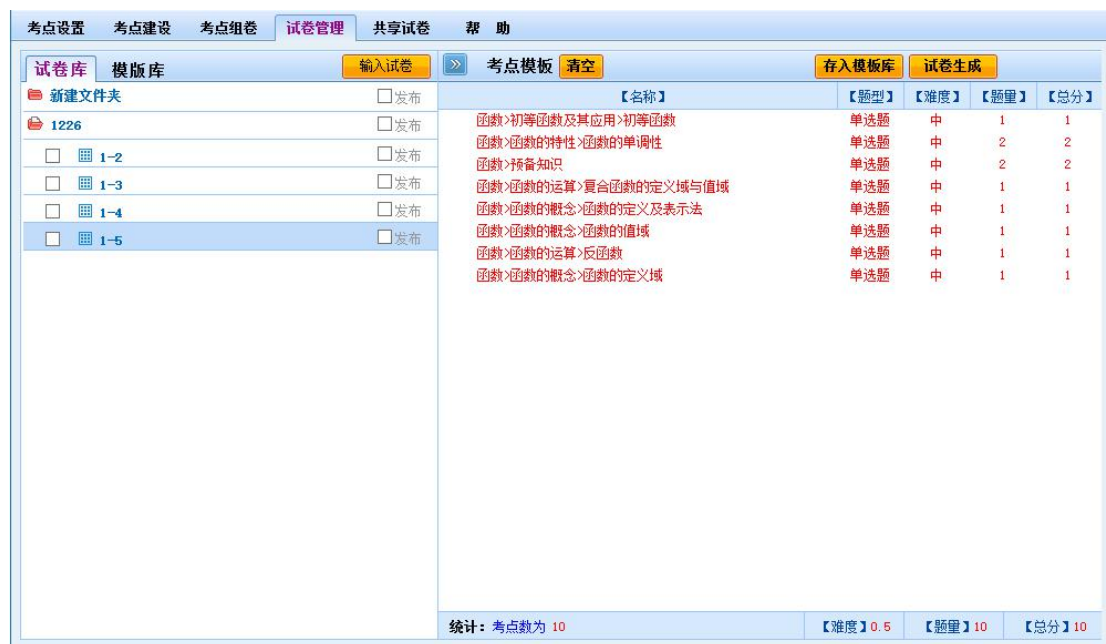 考点设置 考点建设 考点组卷 试卷管理 共享试卷 帮 助
试卷库 模版库 输入试卷
新建文件夹 发布
1226 发布
1-2 发布
1-3 发布
1-4 发布
1-5 发布
考点模板 清空 存入模板库 试卷生成
【名称】 【题型】 【难度】 【题量】 【总分】
函数>初等函数及其应用>初等函数 单选题 中 1 1
函数>函数的特性>函数的单调性 单选题 中 2 2
函数>预备知识 单选题 中 2 2
函数>函数的运算>复合函数的定义域与值域 单选题 中 1 1
函数>函数的概念>函数的定义及表示法 单选题 中 1 1
函数>函数的概念>函数的值域 单选题 中 1 1
函数>函数的运算>反函数 单选题 中 1 1
函数>函数的概念>函数的定义域 单选题 中 1 1
统计：考点数为 10 【难度】0.5 【题量】10 【总分】10